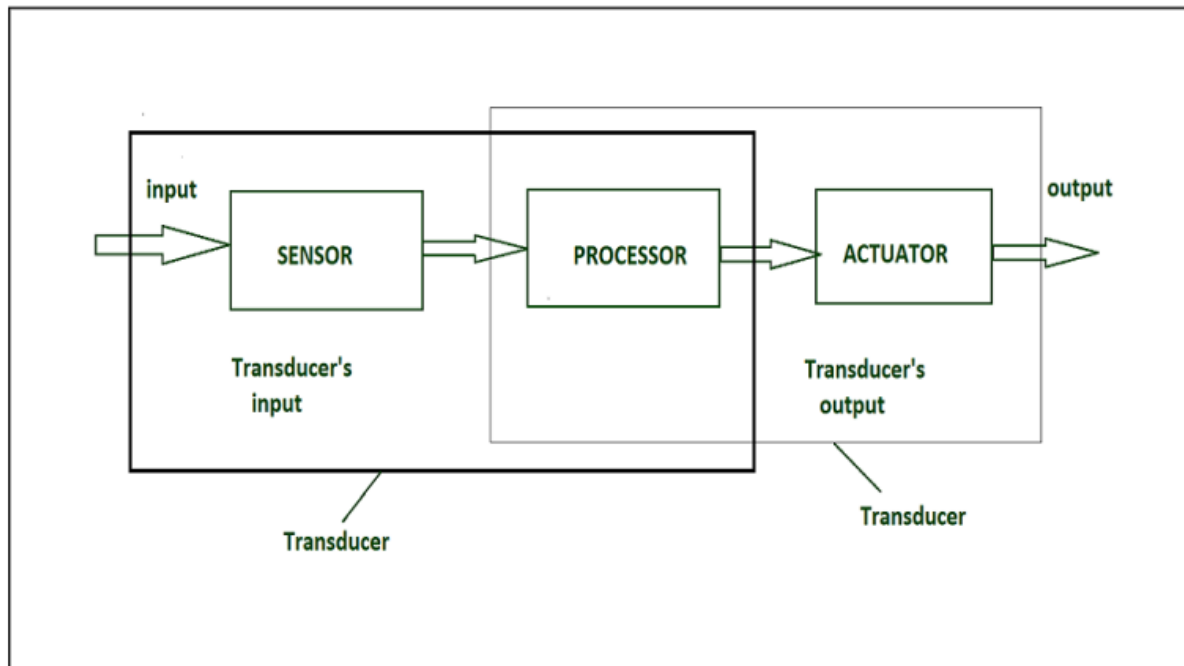 input
output
SENSOR
PROCESSOR
ACTUATOR
Transducer's
input
Transducer's
output
Transducer
Transducer